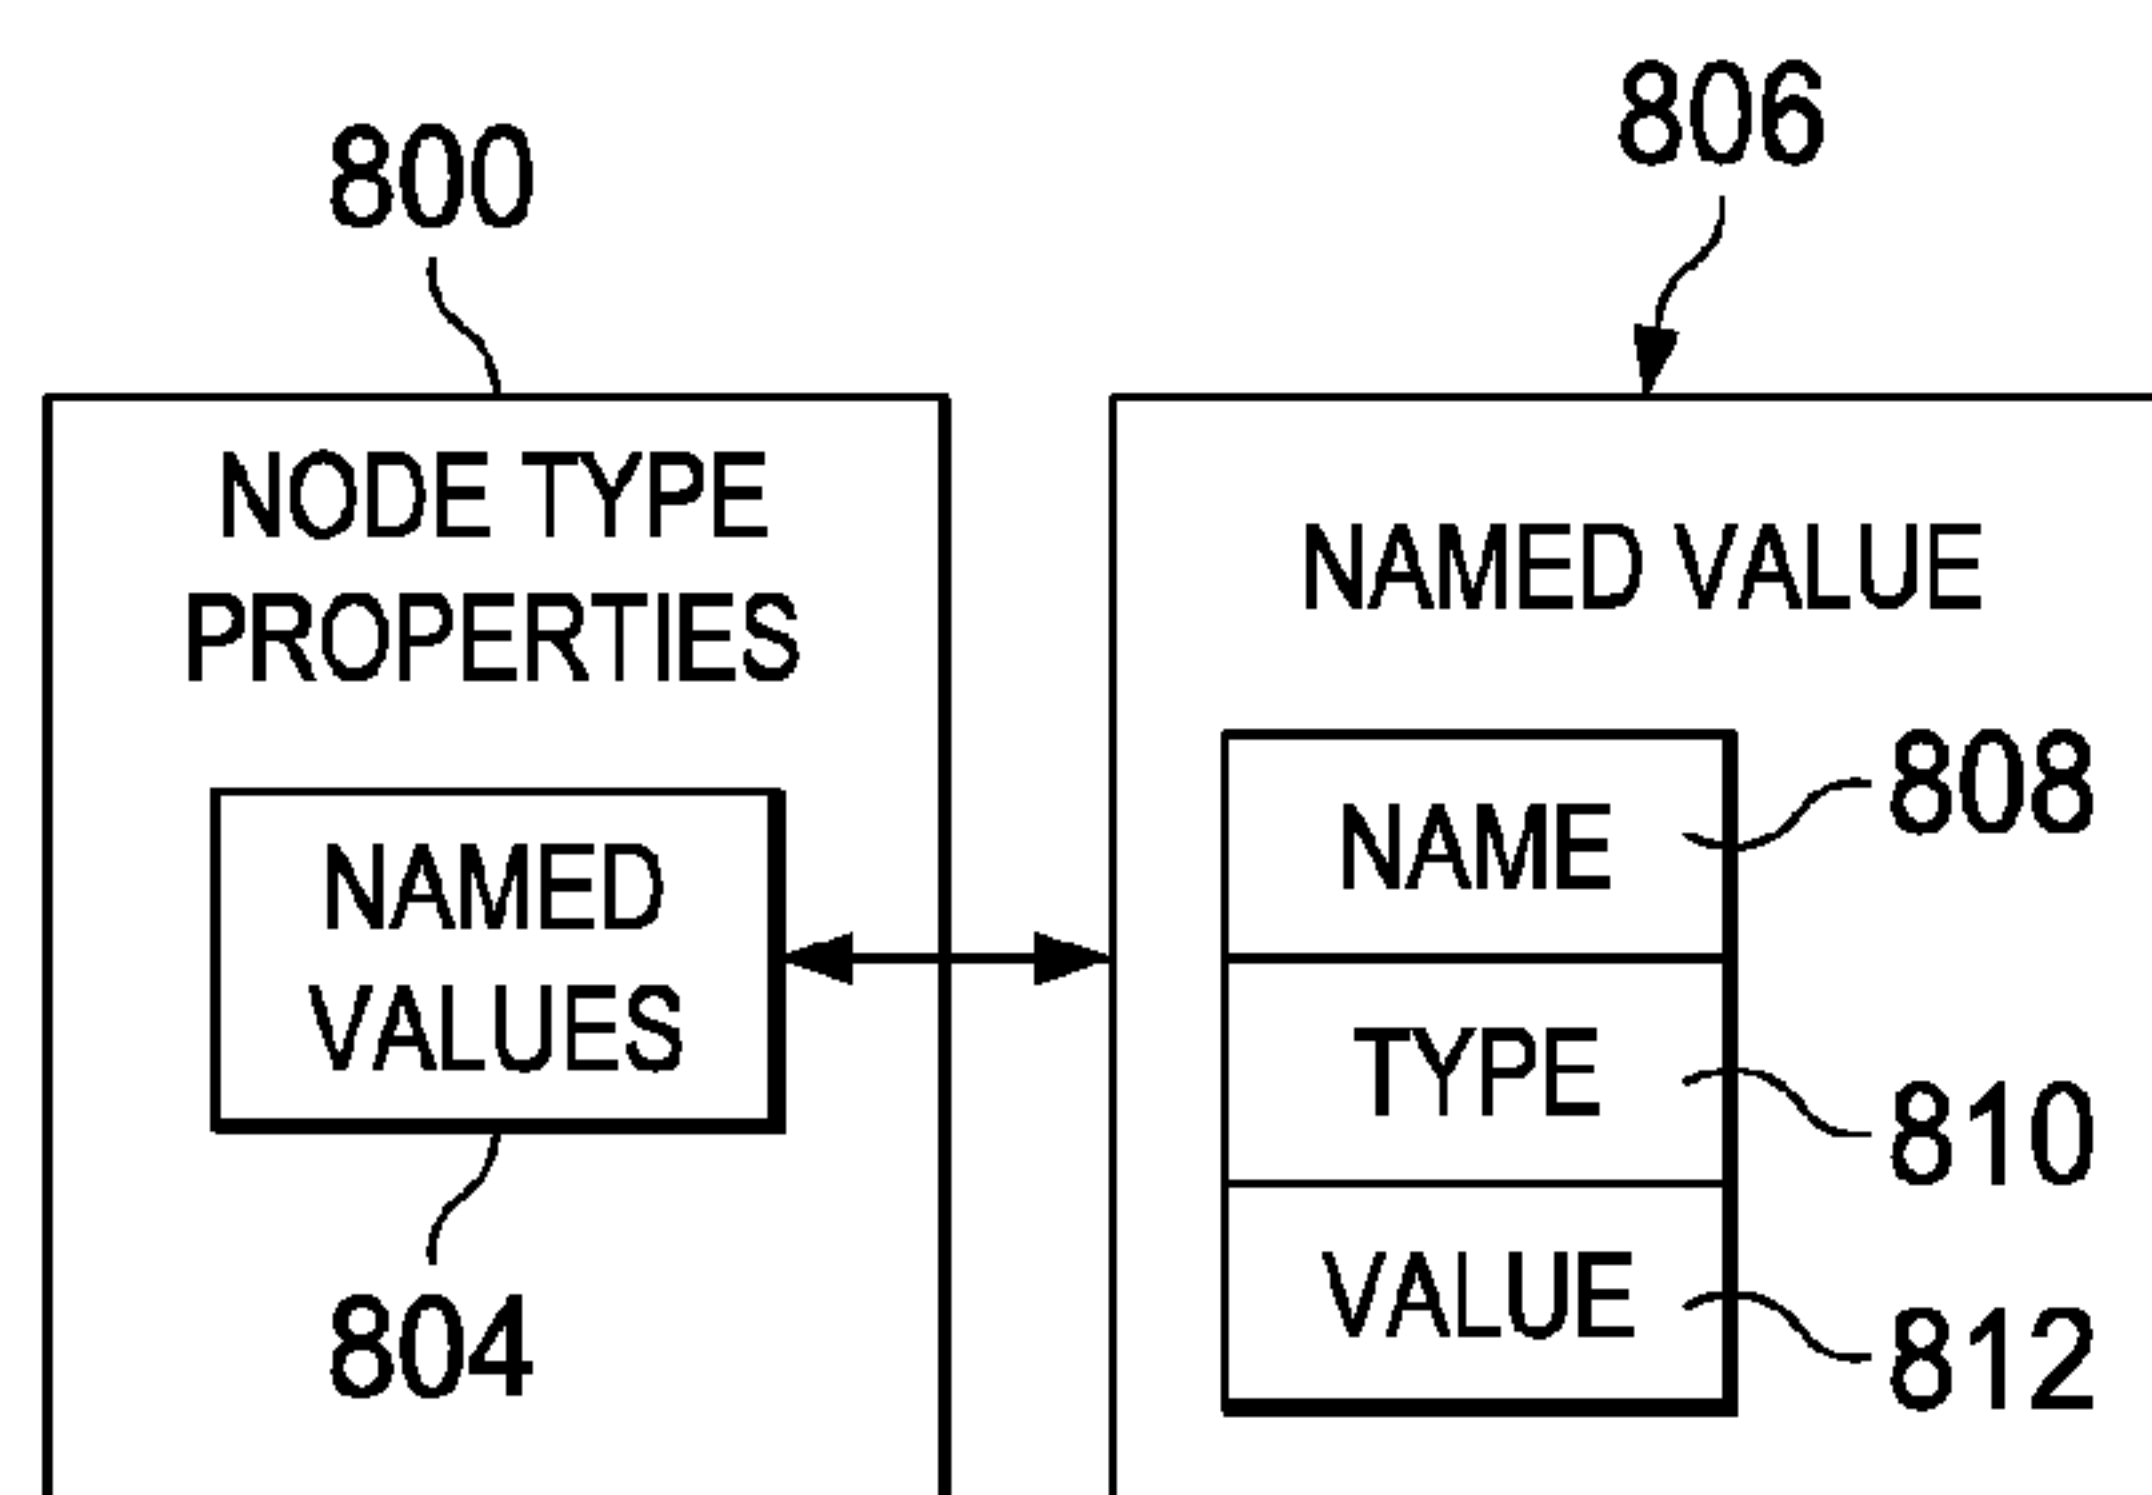 800
806
NODE TYPE
PROPERTIES
NAMED VALUE
NAMED
VALUES
804
NAME
808
TYPE
810
VALUE
812